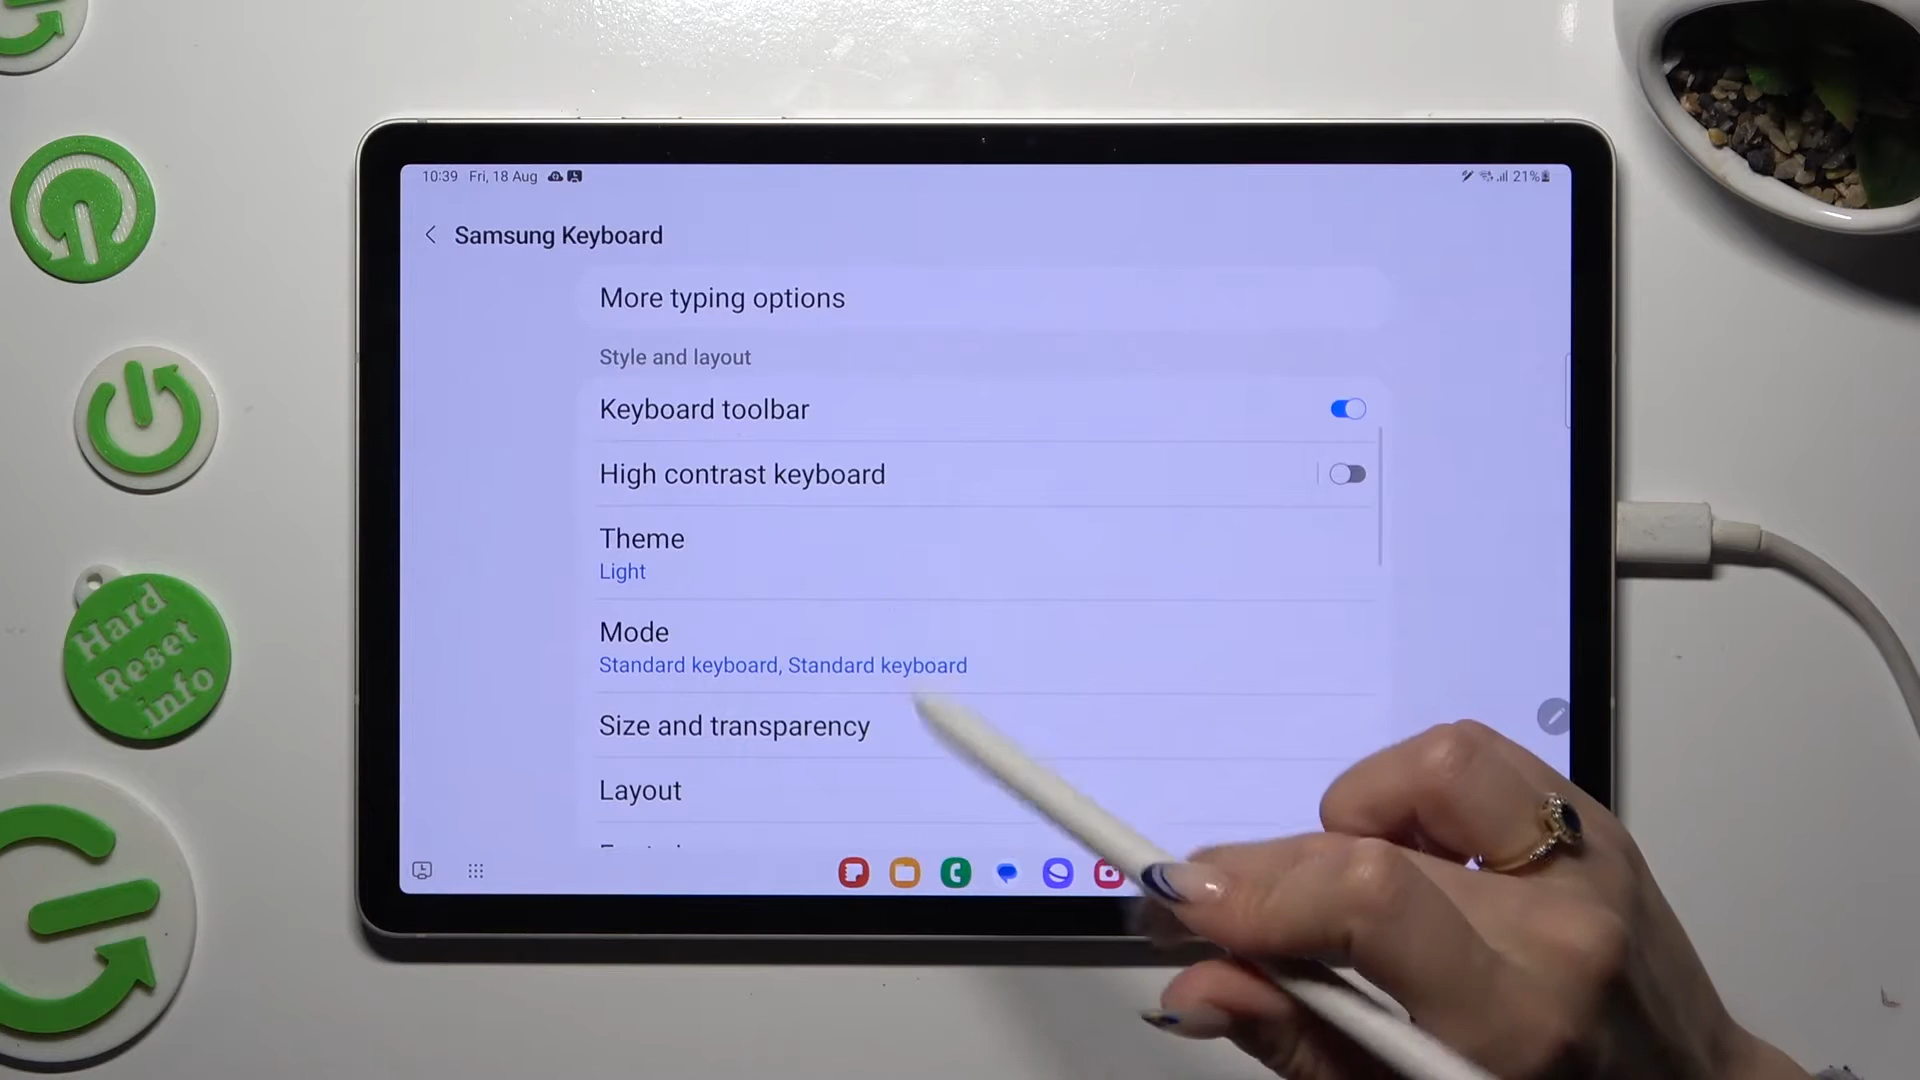 10:39 Fri, 18 Aug
21%
Samsung Keyboard
More typing options
Style and layout
Keyboard toolbar
High contrast keyboard
Theme
Light
Mode
Standard keyboard, Standard keyboard
Size and transparency
Layout
Hard
Reset
.info